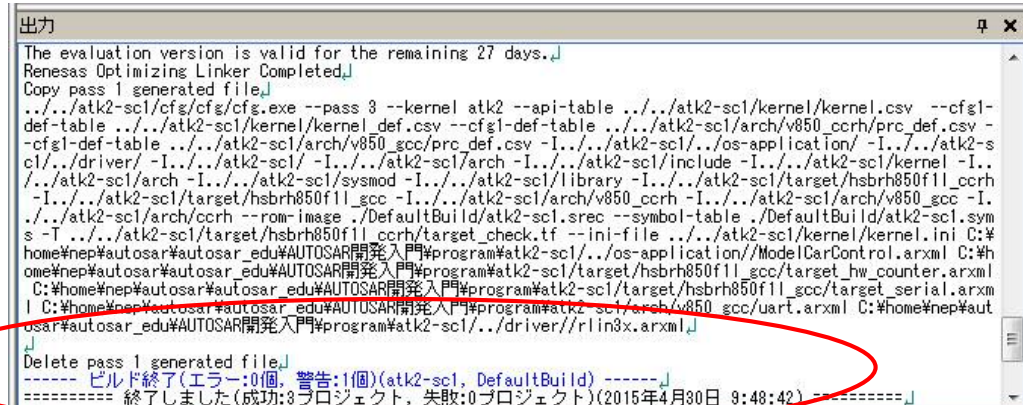 出力
The evaluation version is valid for the remaining 27 days.↓
Renesas Optimizing Linker Completed↓
Copy pass 1 generated file↓
../../atk2-sc1/cfg/cfg/cfg.exe --pass 3 --kernel atk2 --api-table ../../atk2-sc1/kernel/kernel.csv  --cfg1-
def-table ../../atk2-sc1/kernel/kernel_def.csv --cfg1-def-table ../../atk2-sc1/arch/v850_ccrh/prc_def.csv -
-cfg1-def-table ../../atk2-sc1/arch/v850_gcc/prc_def.csv -I../../atk2-sc1/../os-application/ -I../../atk2-s
c1/../driver/ -I../../atk2-sc1/ -I../../atk2-sc1/arch -I../../atk2-sc1/include -I../../atk2-sc1/kernel -I..
/../atk2-sc1/arch -I../../atk2-sc1/sysmod -I../../atk2-sc1/library -I../../atk2-sc1/target/hsbrh850f1l_ccrh
-I../../atk2-sc1/target/hsbrh850f1l_gcc -I../../atk2-sc1/arch/v850_ccrh -I../../atk2-sc1/arch/v850_gcc -I.
./../atk2-sc1/arch/ccrh --rom-image ./DefaultBuild/atk2-sc1.srec --symbol-table ./DefaultBuild/atk2-sc1.sym
s -T ../../atk2-sc1/target/hsbrh850f1l_ccrh/target_check.tf --ini-file ../../atk2-sc1/kernel/kernel.ini C:¥
home¥nep¥autosar¥autosar_edu¥AUTOSAR開発入門¥program¥atk2-sc1/../os-application//ModelCarControl.arxml C:¥h
ome¥nep¥autosar¥autosar_edu¥AUTOSAR開発入門¥program¥atk2-sc1/target/hsbrh850f1l_gcc/target_hw_counter.arxml
C:¥home¥nep¥autosar¥autosar_edu¥AUTOSAR開発入門¥program¥atk2-sc1/target/hsbrh850f1l_gcc/target_serial.arxm
l C:¥home¥nep¥autosar¥autosar_edu¥AUTOSAR開発入門¥program¥atk2-sc1/arch/v850_gcc/uart.arxml C:¥home¥nep¥aut
osar¥autosar_edu¥AUTOSAR開発入門¥program¥atk2-sc1/../driver//rlin3x.arxml↓
↓
Delete pass 1 generated file↓
------ ビルド終了(エラー:0個, 警告:1個)(atk2-sc1, DefaultBuild) ------↓
========== 終了しました(成功:3プロジェクト, 失敗:0プロジェクト)(2015年4月30日 9:48:42) ==========↓